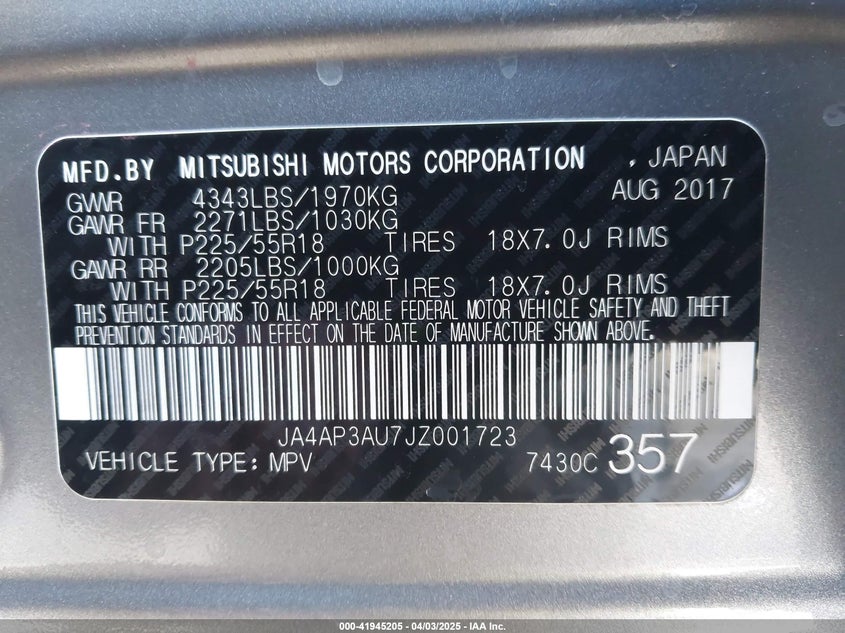 MFD.BY MITSUBISHI MOTORS CORPORATION , JAPAN
GVWR 4343LBS/1970KG AUG 2017
GAWR FR 2271LBS/1030KG
WITH P225/55R18 TIRES 18X7.0J RIMS
GAWR RR 2205LBS/1000KG
WITH P225/55R18 TIRES 18X7.0J RIMS
THIS VEHICLE CONFORMS TO ALL APPLICABLE FEDERAL MOTOR VEHICLE SAFETY AND THEFT
PREVENTION STANDARDS IN EFFECT ON THE DATE OF MANUFACTURE SHOWN ABOVE.
JA4AP3AU7JZ001723
VEHICLE TYPE: MPV 7430C 357
000-41945205 - 04/03/2025 - IAA Inc.